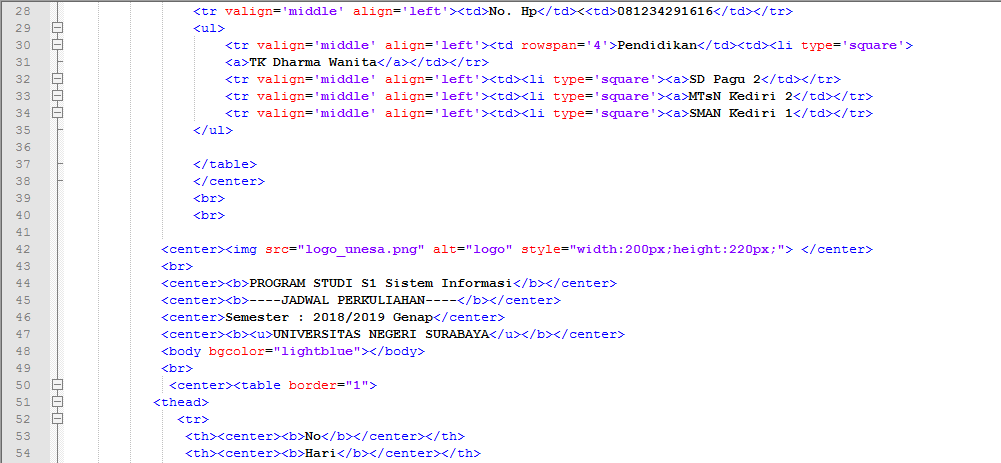 28 <tr valign='middle' align='left'><td>No. Hp</td><<td>081234291616</td></tr>
29 <ul>
30 <tr valign='middle' align='left'><td rowspan='4'>Pendidikan</td><td><li type='square'>
31 <a>TK Dharma Wanita</a></td></tr>
32 <tr valign='middle' align='left'><td><li type='square'><a>SD Pagu 2</td></tr>
33 <tr valign='middle' align='left'><td><li type='square'><a>MTsN Kediri 2</td></tr>
34 <tr valign='middle' align='left'><td><li type='square'><a>SMAN Kediri 1</td></tr>
35 </ul>
36
37 </table>
38 </center>
39 <br>
40 <br>
41
42 <center><img src="logo_unesa.png" alt="logo" style="width:200px;height:220px;"> </center>
43 <br>
44 <center><b>PROGRAM STUDI S1 Sistem Informasi</b></center>
45 <center><b>----JADWAL PERKULIAHAN----</b></center>
46 <center>Semester : 2018/2019 Genap</center>
47 <center><b><u>UNIVERSITAS NEGERI SURABAYA</u></b></center>
48 <body bgcolor="lightblue"></body>
49 <br>
50 <center><table border="1">
51 <thead>
52 <tr>
53 <th><center><b>No</b></center></th>
54 <th><center><b>Hari</b></center></th>